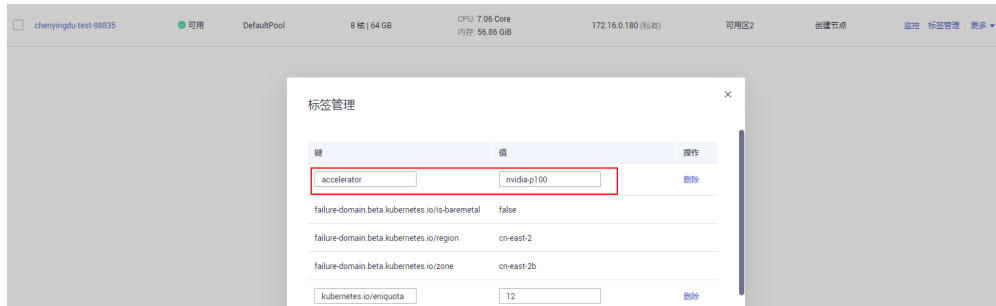 chenyingdu-test-98835 可用 DefaultPool 8 核 | 64 GB CPU: 7.06 Core 172.16.0.180 (私有) 可用区2 创建节点 监控 标签管理 更多
内存: 56.86 GiB
标签管理
键 值 操作
accelerator nvidia-p100 删除
failure-domain.beta.kubernetes.io/is-baremetal false
failure-domain.beta.kubernetes.io/region cn-east-2
failure-domain.beta.kubernetes.io/zone cn-east-2b
kubernetes.io/eniquota 12 删除